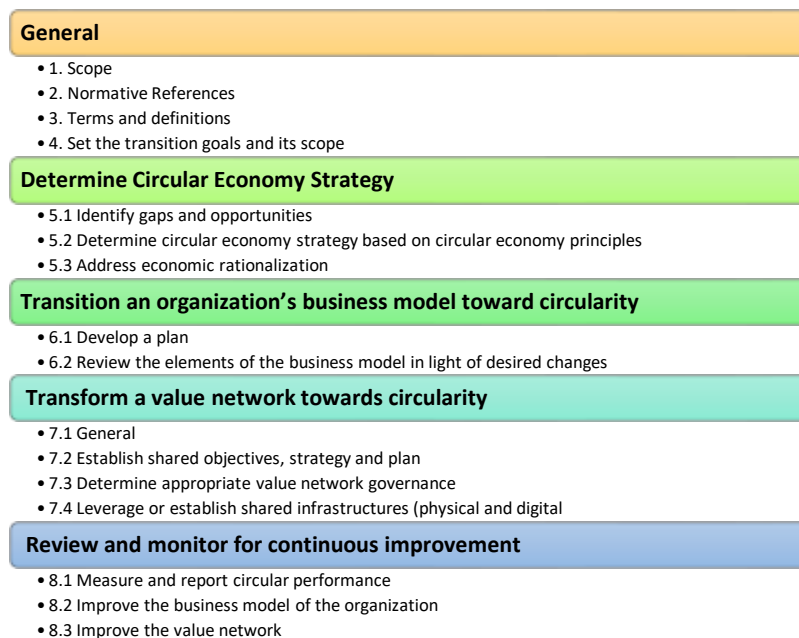 General
• 1. Scope
• 2. Normative References
• 3. Terms and definitions
• 4. Set the transition goals and its scope
Determine Circular Economy Strategy
• 5.1 Identify gaps and opportunities
• 5.2 Determine circular economy strategy based on circular economy principles
• 5.3 Address economic rationalization
Transition an organization's business model toward circularity
• 6.1 Develop a plan
• 6.2 Review the elements of the business model in light of desired changes
Transform a value network towards circularity
• 7.1 General
• 7.2 Establish shared objectives, strategy and plan
• 7.3 Determine appropriate value network governance
• 7.4 Leverage or establish shared infrastructures (physical and digital
Review and monitor for continuous improvement
• 8.1 Measure and report circular performance
• 8.2 Improve the business model of the organization
• 8.3 Improve the value network